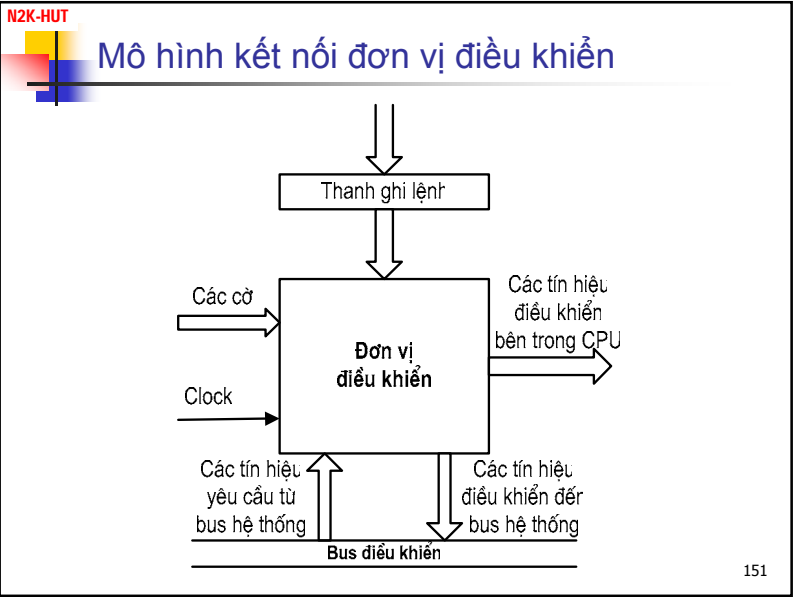 N2K-HUT
Mô hình kết nối đơn vị điều khiển
Thanh ghi lệnh
Các cờ
Clock
Đơn vị
điều khiển
Các tín hiệu
điều khiển
bên trong CPU
Các tín hiệu
yêu cầu từ
bus hệ thống
Các tín hiệu
điều khiển đến
bus hệ thống
Bus điều khiển
151